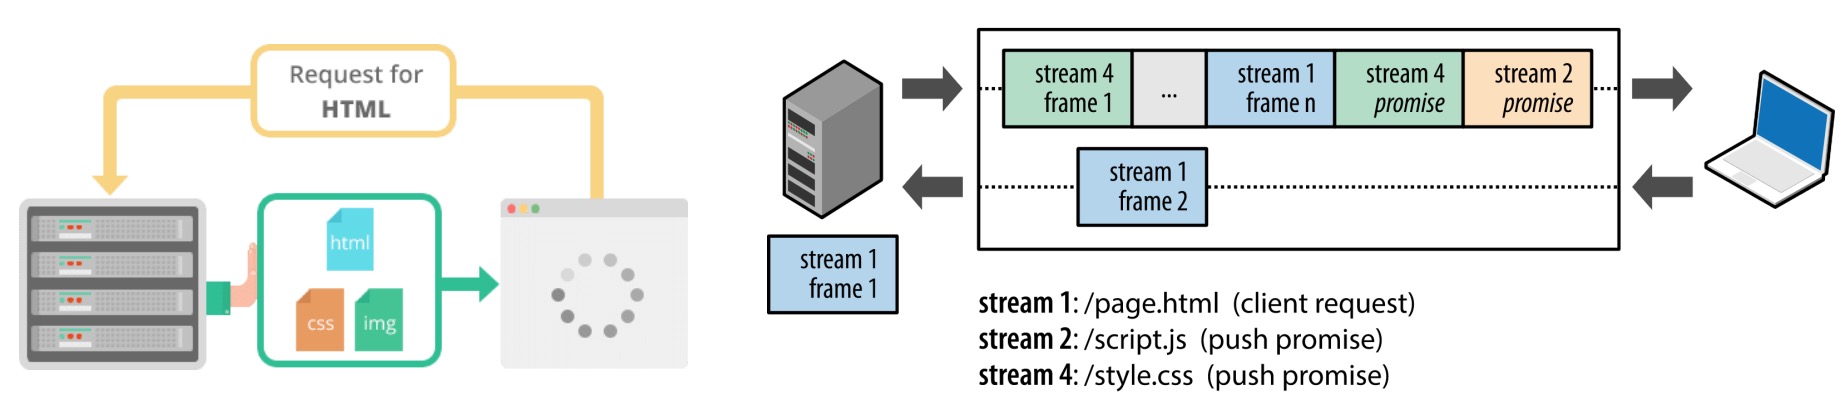 Request for
HTML
html
css
img
stream 4
frame 1
...
stream 1
frame n
stream 4
promise
stream 2
promise
stream 1
frame 2
stream 1
frame 1
stream 1: /page.html (client request)
stream 2: /script.js (push promise)
stream 4: /style.css (push promise)